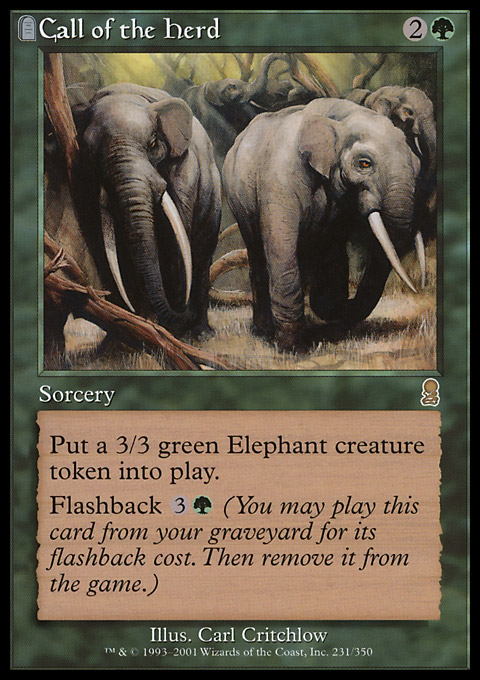 Call of the Herd 2
Sorcery
Put a 3/3 green Elephant creature
token into play.
Flashback 3 (You may play this
card from your graveyard for its
flashback cost. Then remove it from
the game.)
Illus. Carl Critchlow
™ & © 1993–2001 Wizards of the Coast, Inc. 231/350